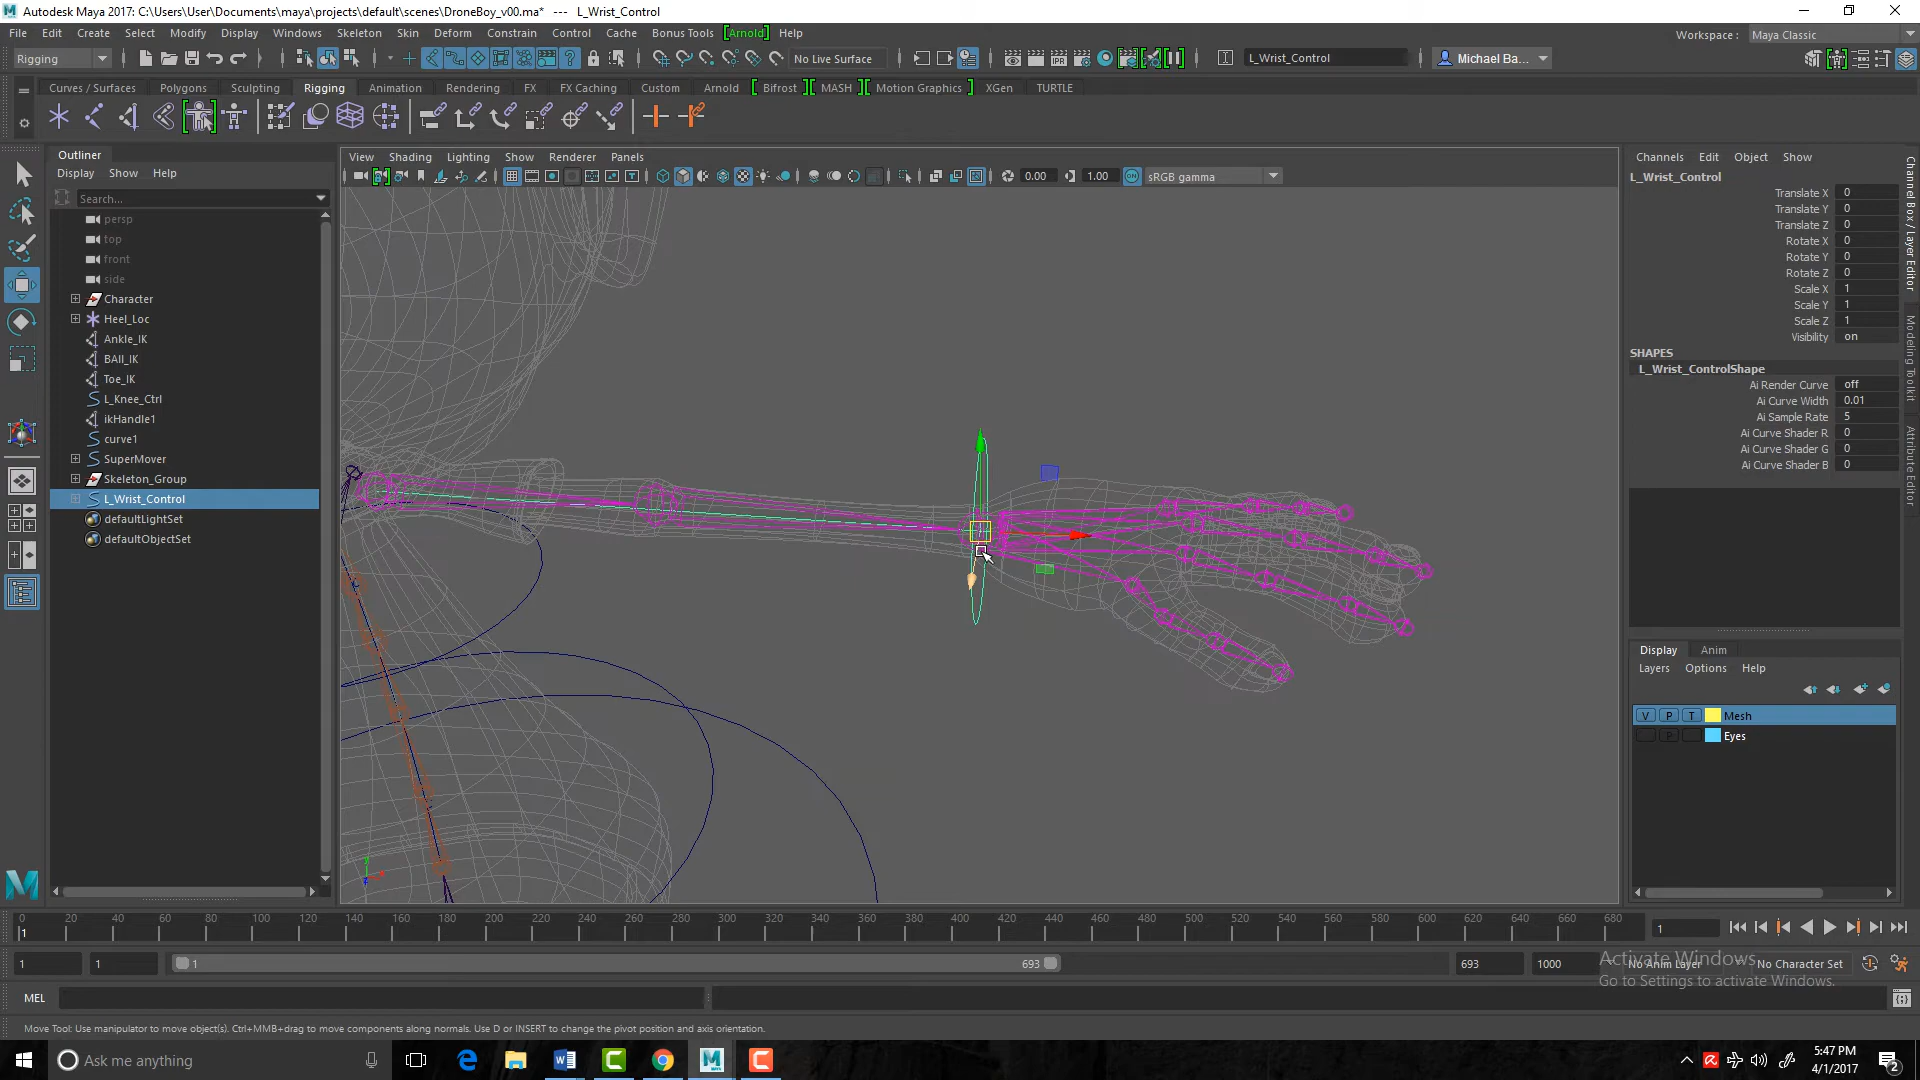 Autodesk Maya 2017: C:\Users\User\Documents\maya\projects\default\scenes\DroneBoy_v00.ma* --- L_Wrist_Control
File Edit Create Select Modify Display Windows Skeleton Skin Deform Constrain Control Cache Bonus Tools [Arnold] Help
Workspace : Maya Classic
Rigging No Live Surface L_Wrist_Control Michael Ba...
Curves / Surfaces Polygons Sculpting Rigging Animation Rendering FX FX Caching Custom Arnold [ Bifrost ] [ MASH ] [ Motion Graphics ] XGen TURTLE
Outliner
Display Show Help
Search...
persp
top
front
side
Character
Heel_Loc
Ankle_IK
BAll_IK
Toe_IK
L_Knee_Ctrl
ikHandle1
curve1
SuperMover
Skeleton_Group
L_Wrist_Control
defaultLightSet
defaultObjectSet
View Shading Lighting Show Renderer Panels
IPR
0.00 1.00 ON sRGB gamma
y
Channels Edit Object Show
L_Wrist_Control
Translate X 0
Translate Y 0
Translate Z 0
Rotate X 0
Rotate Y 0
Rotate Z 0
Scale X 1
Scale Y 1
Scale Z 1
Visibility on
SHAPES
L_Wrist_ControlShape
Ai Render Curve off
Ai Curve Width 0.01
Ai Sample Rate 5
Ai Curve Shader R 0
Ai Curve Shader G 0
Ai Curve Shader B 0
Channel Box / Layer Editor
Modeling Toolkit
Attribute Editor
Display Anim
Layers Options Help
V P T Mesh
P Eyes
0 20 40 60 80 100 120 140 160 180 200 220 240 260 280 300 320 340 360 380 400 420 440 460 480 500 520 540 560 580 600 620 640 660 680
1 1
1 1 1 693 693 1000 No Anim Layer No Character Set
Activate Windows
Go to Settings to activate Windows.
MEL
Move Tool: Use manipulator to move object(s). Ctrl+MMB+drag to move components along normals. Use D or INSERT to change the pivot position and axis orientation.
Ask me anything
5:47 PM
4/1/2017
2